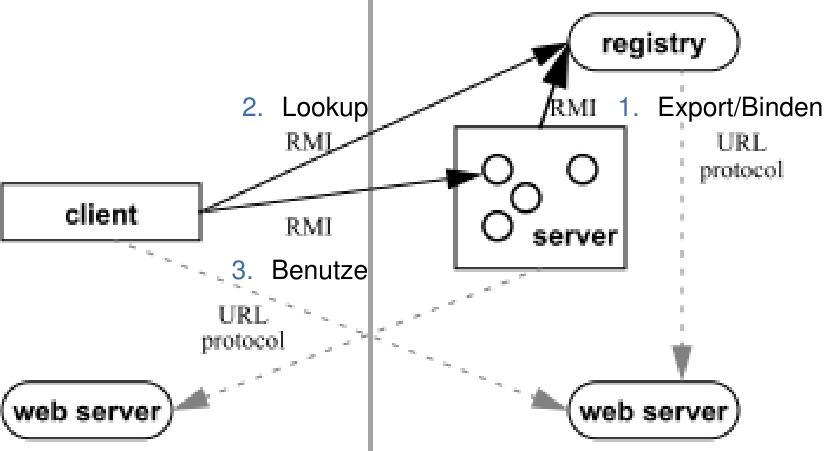 registry
2. Lookup
RMI
RMI
1. Export/Binden
URL
protocol
client
RMI
server
3. Benutze
URL
protocol
web server
web server